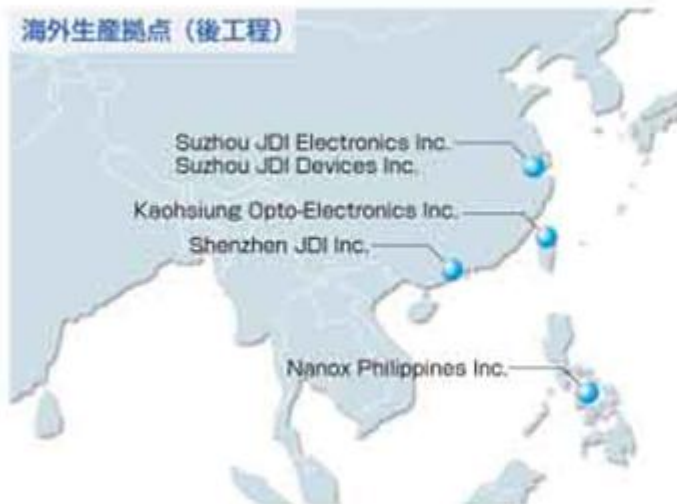 海外生産拠点（後工程）
Suzhou JDI Electronics Inc.
Suzhou JDI Devices Inc.
Kaohsiung Opto-Electronics Inc.
Shenzhen JDI Inc.
Nanox Philippines Inc.